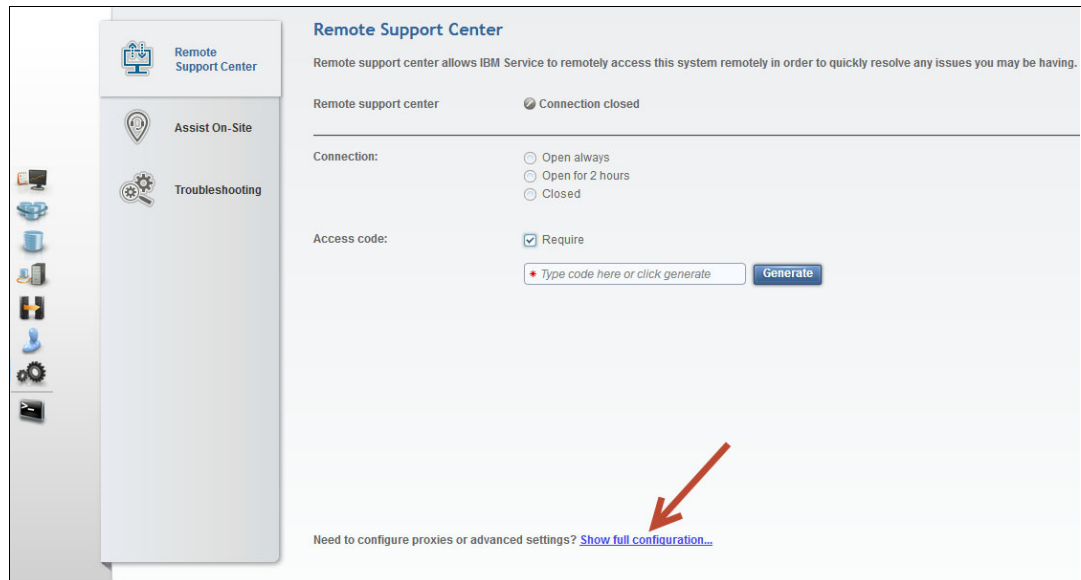 Remote
Support Center
Assist On-Site
Troubleshooting
Remote Support Center
Remote support center allows IBM Service to remotely access this system remotely in order to quickly resolve any issues you may be having.
Remote support center
Connection closed
Connection:
Open always
Open for 2 hours
Closed
Access code:
Require
* Type code here or click generate
Generate
Need to configure proxies or advanced settings? Show full configuration...